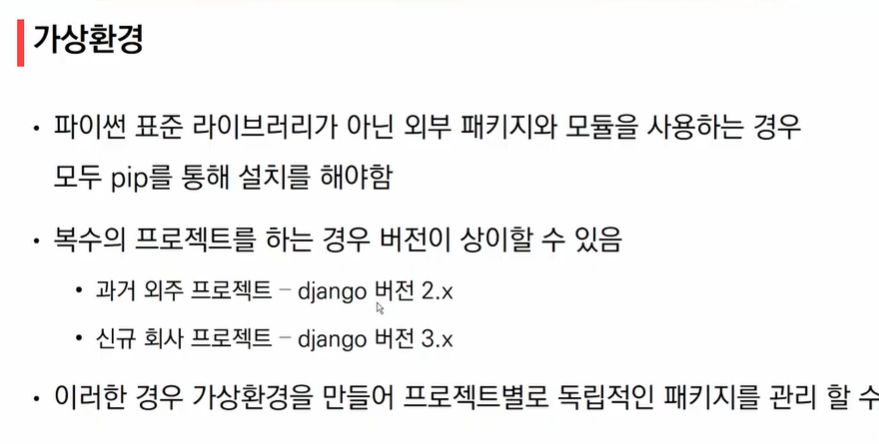 가상환경
• 파이썬 표준 라이브러리가 아닌 외부 패키지와 모듈을 사용하는 경우
모두 pip를 통해 설치를 해야함
• 복수의 프로젝트를 하는 경우 버전이 상이할 수 있음
• 과거 외주 프로젝트 – django 버전 2.x
• 신규 회사 프로젝트 – django 버전 3.x
• 이러한 경우 가상환경을 만들어 프로젝트별로 독립적인 패키지를 관리 할 수